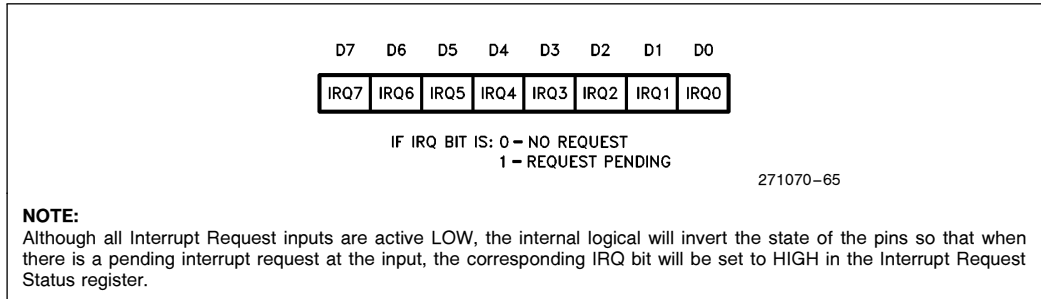 D7 D6 D5 D4 D3 D2 D1 D0
IRQ7 IRQ6 IRQ5 IRQ4 IRQ3 IRQ2 IRQ1 IRQ0
IF IRQ BIT IS: 0 – NO REQUEST
1 – REQUEST PENDING
271070–65
NOTE:
Although all Interrupt Request inputs are active LOW, the internal logical will invert the state of the pins so that when
there is a pending interrupt request at the input, the corresponding IRQ bit will be set to HIGH in the Interrupt Request
Status register.